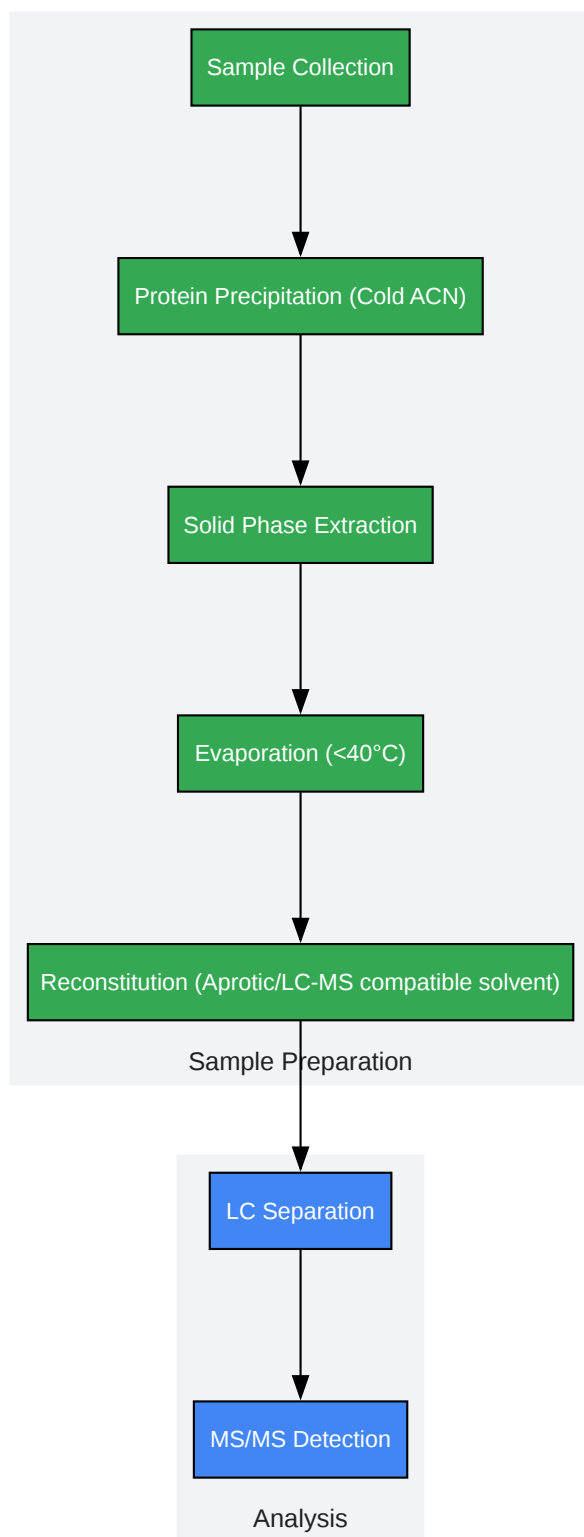 Sample Collection
Protein Precipitation (Cold ACN)
Solid Phase Extraction
Evaporation (<40°C)
Reconstitution (Aprotic/LC-MS compatible solvent)
Sample Preparation
LC Separation
MS/MS Detection
Analysis